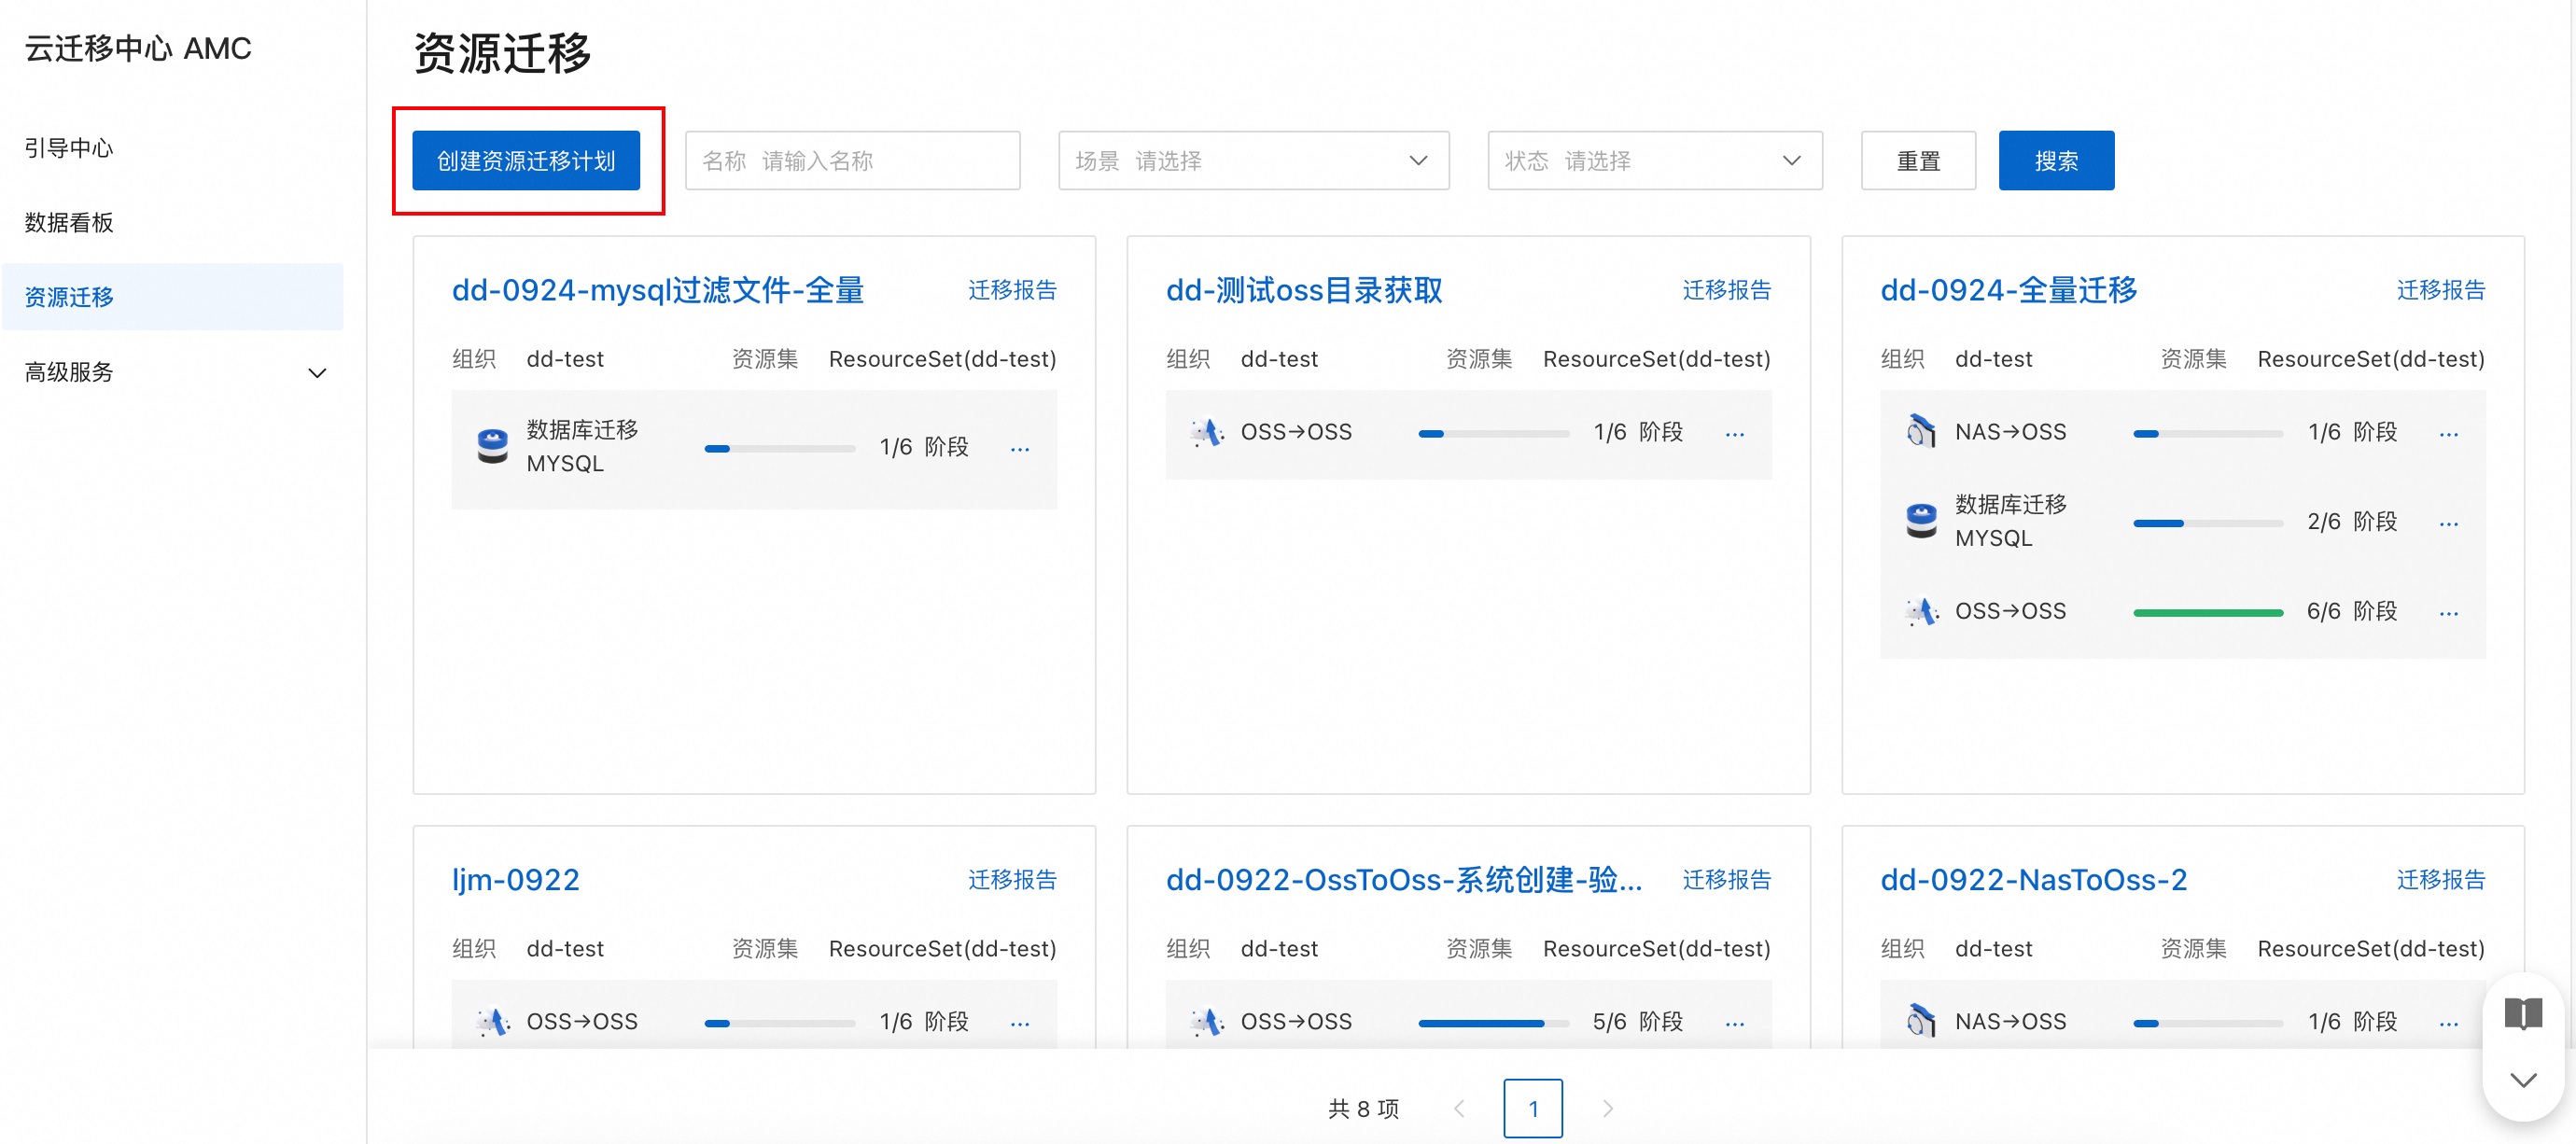 云迁移中心 AMC
引导中心
数据看板
资源迁移
高级服务
资源迁移
创建资源迁移计划
名称 请输入名称
场景 请选择
状态 请选择
重置
搜索
dd-0924-mysql过滤文件-全量
迁移报告
组织 dd-test 资源集 ResourceSet(dd-test)
数据库迁移
MYSQL
1/6 阶段 ...
dd-测试oss目录获取
迁移报告
组织 dd-test 资源集 ResourceSet(dd-test)
OSS→OSS 1/6 阶段 ...
dd-0924-全量迁移
迁移报告
组织 dd-test 资源集 ResourceSet(dd-test)
NAS→OSS 1/6 阶段 ...
数据库迁移
MYSQL
2/6 阶段 ...
OSS→OSS 6/6 阶段 ...
ljm-0922
迁移报告
组织 dd-test 资源集 ResourceSet(dd-test)
OSS→OSS 1/6 阶段 ...
dd-0922-OssToOss-系统创建-验...
迁移报告
组织 dd-test 资源集 ResourceSet(dd-test)
OSS→OSS 5/6 阶段 ...
dd-0922-NasToOss-2
迁移报告
组织 dd-test 资源集 ResourceSet(dd-test)
NAS→OSS 1/6 阶段 ...
共 8 项 < 1 >